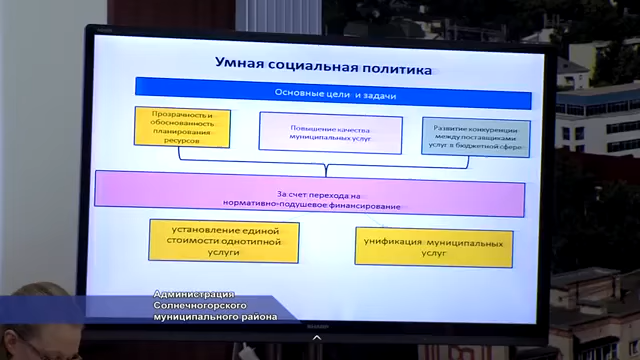 Умная социальная политика
Основные цели и задачи
Прозрачность и
обоснованность
планирования
ресурсов
Повышение качества
муниципальных услуг
Развитие конкуренции
между поставщиками
услуг в бюджетной сфере
За счет перехода на
нормативно-подушевое финансирование
установление единой
стоимости однотипной
услуги
унификация муниципальных
услуг
Администрация
Солнечногорского
муниципального района
SHARP